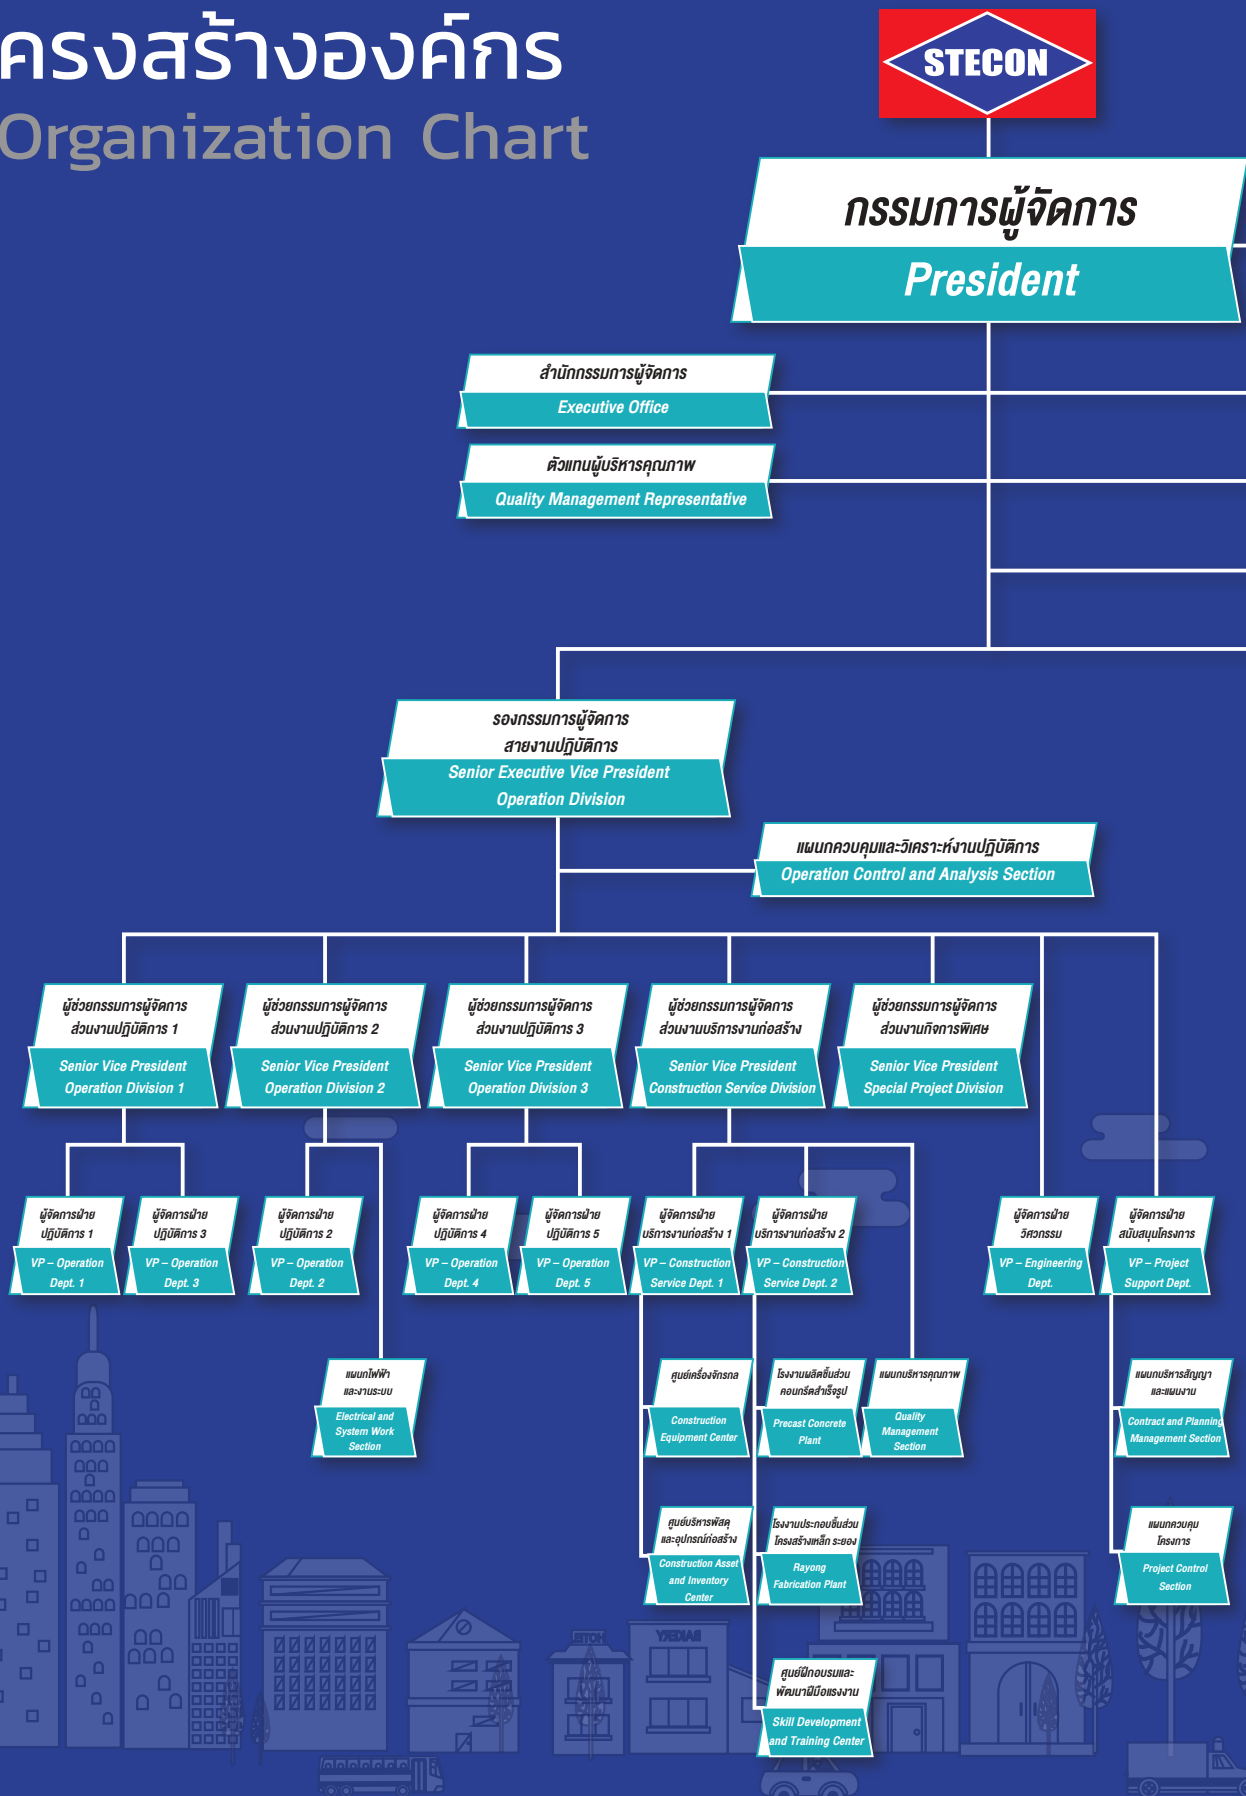 ครงสร้างองค์กร
Organization Chart
STECON
กรรมการผู้จัดการ
President
สำนักกรรมการผู้จัดการ
Executive Office
ตัวแทนผู้บริหารคุณภาพ
Quality Management Representative
รองกรรมการผู้จัดการ
สายงานปฏิบัติการ
Senior Executive Vice President
Operation Division
แผนกควบคุมและวิเคราะห์งานปฏิบัติการ
Operation Control and Analysis Section
ผู้ช่วยกรรมการผู้จัดการ
ส่วนงานปฏิบัติการ 1
Senior Vice President
Operation Division 1
ผู้ช่วยกรรมการผู้จัดการ
ส่วนงานปฏิบัติการ 2
Senior Vice President
Operation Division 2
ผู้ช่วยกรรมการผู้จัดการ
ส่วนงานปฏิบัติการ 3
Senior Vice President
Operation Division 3
ผู้ช่วยกรรมการผู้จัดการ
ส่วนงานบริการงานก่อสร้าง
Senior Vice President
Construction Service Division
ผู้ช่วยกรรมการผู้จัดการ
ส่วนงานกิจการพิเศษ
Senior Vice President
Special Project Division
ผู้จัดการฝ่าย
ปฏิบัติการ 1
VP – Operation
Dept. 1
ผู้จัดการฝ่าย
ปฏิบัติการ 3
VP – Operation
Dept. 3
ผู้จัดการฝ่าย
ปฏิบัติการ 2
VP – Operation
Dept. 2
ผู้จัดการฝ่าย
ปฏิบัติการ 4
VP – Operation
Dept. 4
ผู้จัดการฝ่าย
ปฏิบัติการ 5
VP – Operation
Dept. 5
ผู้จัดการฝ่าย
บริการงานก่อสร้าง 1
VP – Construction
Service Dept. 1
ผู้จัดการฝ่าย
บริการงานก่อสร้าง 2
VP – Construction
Service Dept. 2
ผู้จัดการฝ่าย
วิศวกรรม
VP – Engineering
Dept.
ผู้จัดการฝ่าย
สนับสนุนโครงการ
VP – Project
Support Dept.
แผนกไฟฟ้า
และงานระบบ
Electrical and
System Work
Section
ศูนย์เครื่องจักรกล
Construction
Equipment Center
โรงงานผลิตชิ้นส่วน
คอนกรีตสำเร็จรูป
Precast Concrete
Plant
แผนกบริหารคุณภาพ
Quality
Management
Section
แผนกบริหารสัญญา
และแผนงาน
Contract and Planning
Management Section
ศูนย์บริหารพัสดุ
และอุปกรณ์ก่อสร้าง
Construction Asset
and Inventory
Center
โรงงานประกอบชิ้นส่วน
โครงสร้างเหล็ก ระยอง
Rayong
Fabrication Plant
แผนกควบคุม
โครงการ
Project Control
Section
HOTEL
BAKERY
ศูนย์ฝึกอบรมและ
พัฒนาฝีมือแรงงาน
Skill Development
and Training Center